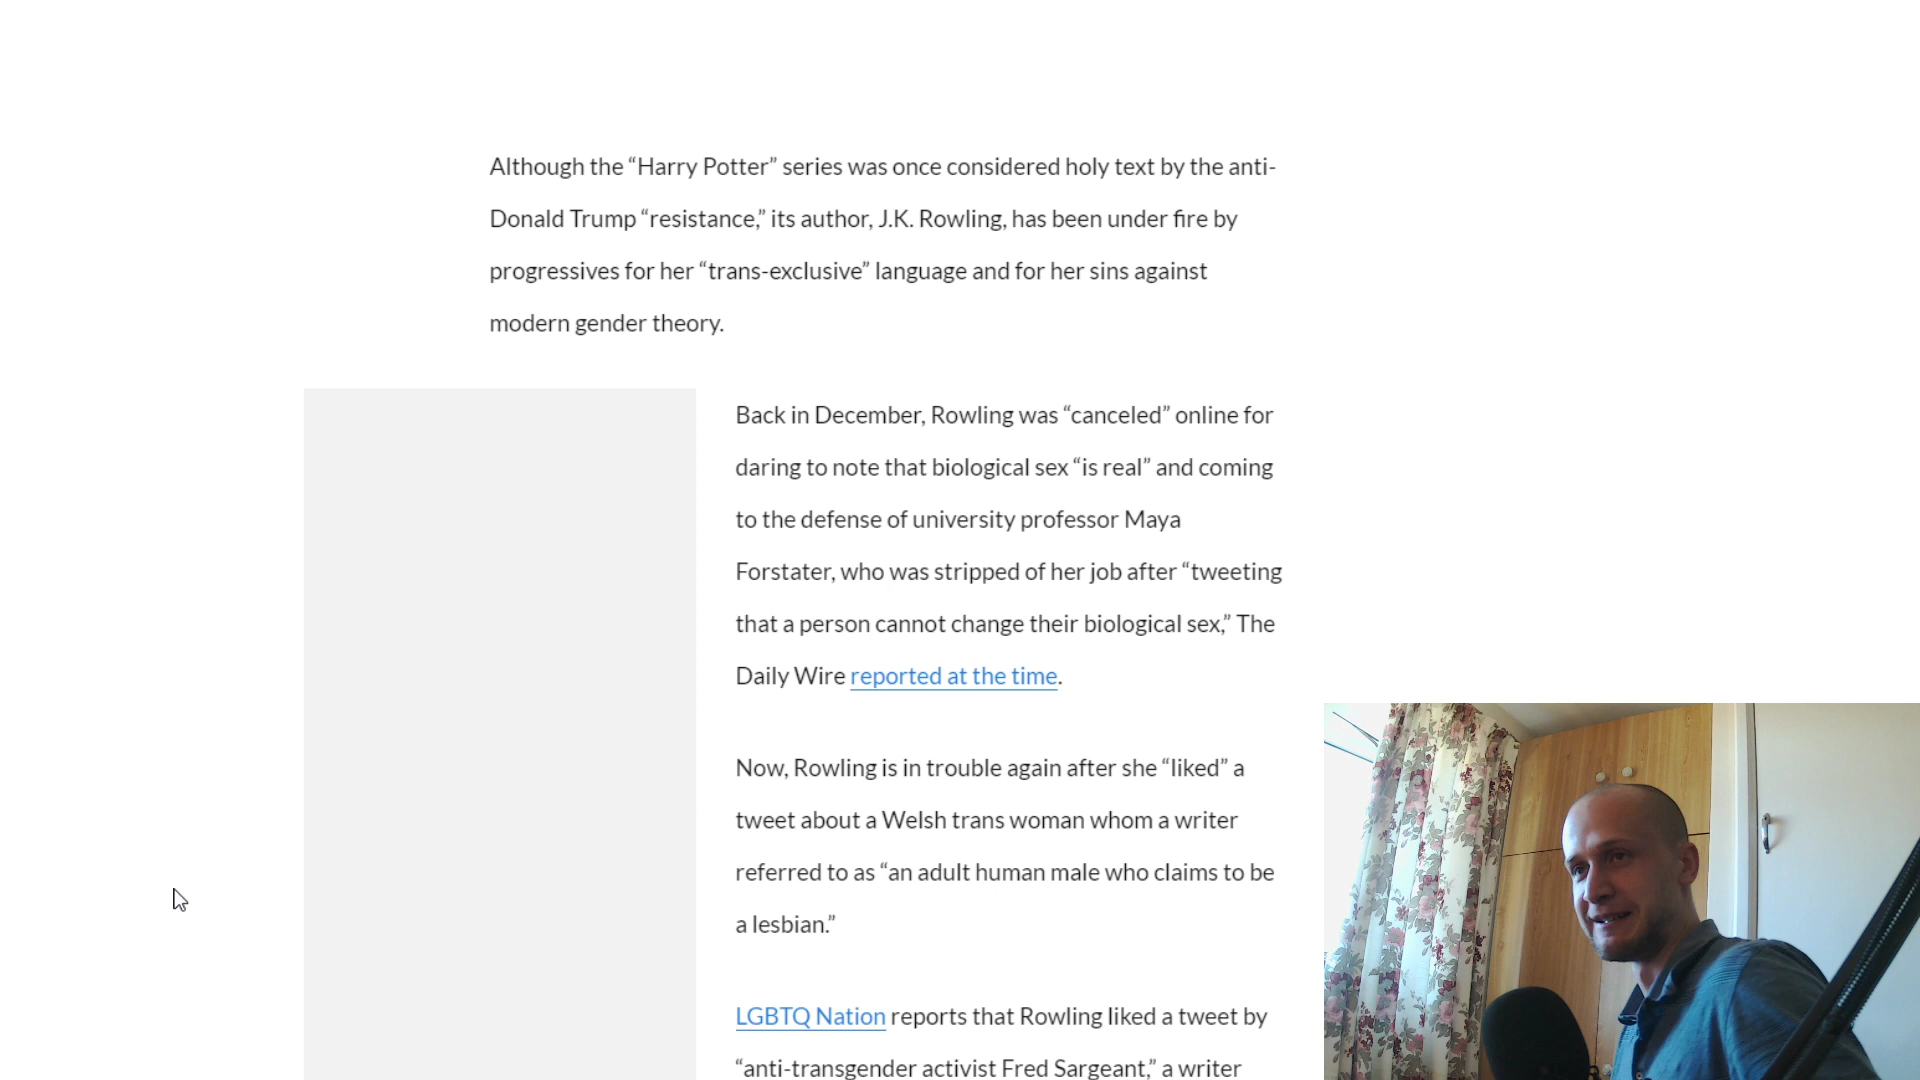 Although the “Harry Potter” series was once considered holy text by the anti-
Donald Trump “resistance,” its author, J.K. Rowling, has been under fire by
progressives for her “trans-exclusive” language and for her sins against
modern gender theory.
Back in December, Rowling was “canceled” online for
daring to note that biological sex “is real” and coming
to the defense of university professor Maya
Forstater, who was stripped of her job after “tweeting
that a person cannot change their biological sex,” The
Daily Wire reported at the time.
Now, Rowling is in trouble again after she “liked” a
tweet about a Welsh trans woman whom a writer
referred to as “an adult human male who claims to be
a lesbian.”
LGBTQ Nation reports that Rowling liked a tweet by
“anti-transgender activist Fred Sargeant,” a writer